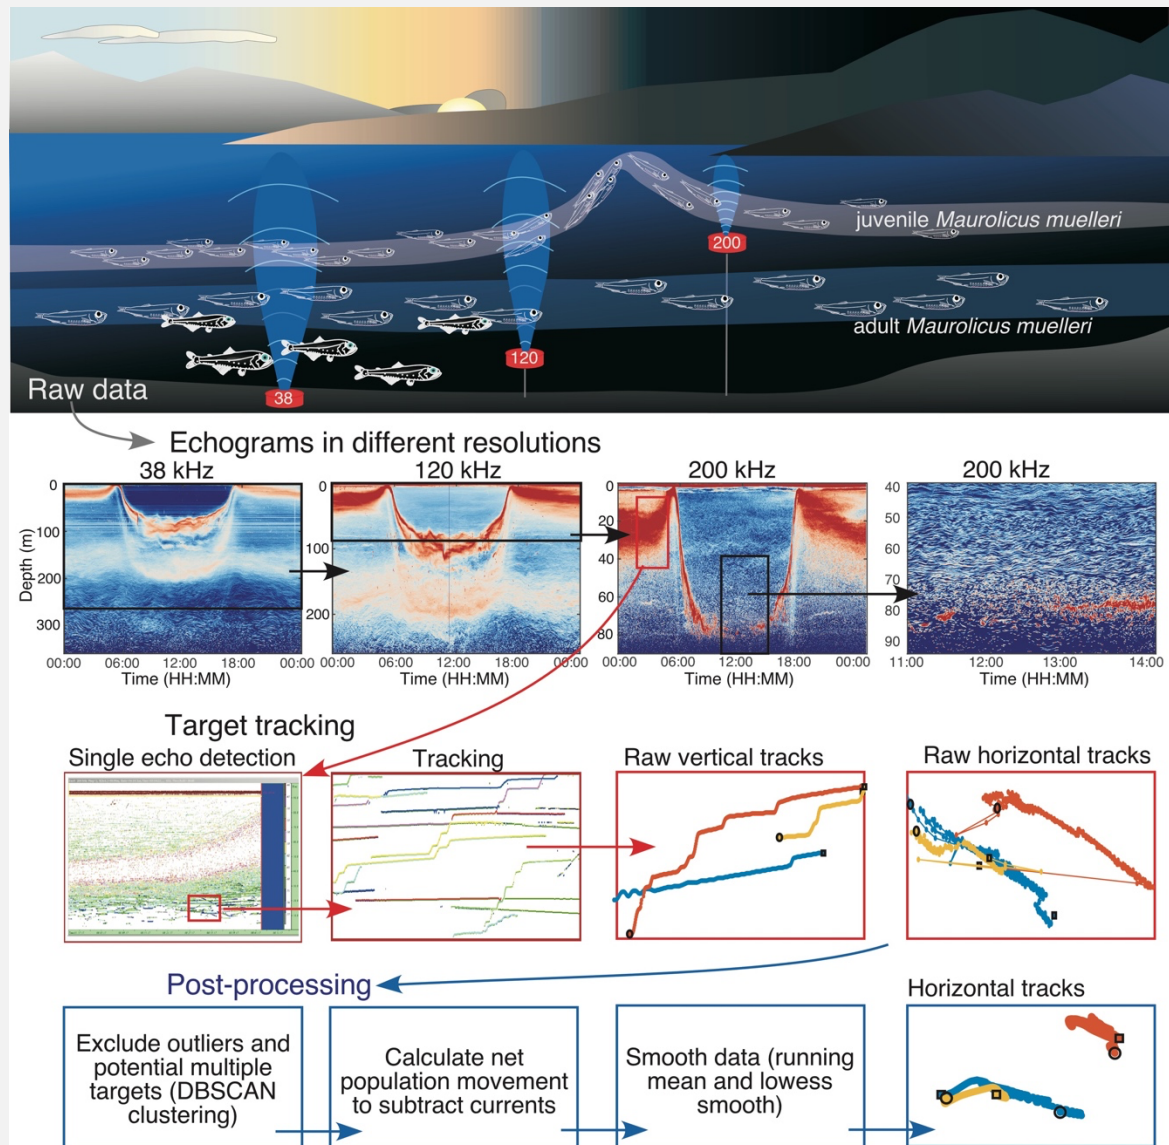 juvenile Maurolicus muelleri
200
adult Maurolicus muelleri
120
38
Raw data
Echograms in different resolutions
38 kHz
120 kHz
200 kHz
200 kHz
Depth (m)
0
100
200
300
00:00 06:00 12:00 18:00 00:00
Time (HH:MM)
0
100
200
00:00 06:00 12:00 18:00 00:00
Time (HH:MM)
0
20
40
60
80
00:00 06:00 12:00 18:00 00:00
Time (HH:MM)
40
50
60
70
80
90
11:00 12:00 13:00 14:00
Time (HH:MM)
Target tracking
Single echo detection
Tracking
Raw vertical tracks
Raw horizontal tracks
Post-processing
Exclude outliers and
potential multiple
targets (DBSCAN
clustering)
Calculate net
population movement
to subtract currents
Smooth data (running
mean and lowess
smooth)
Horizontal tracks